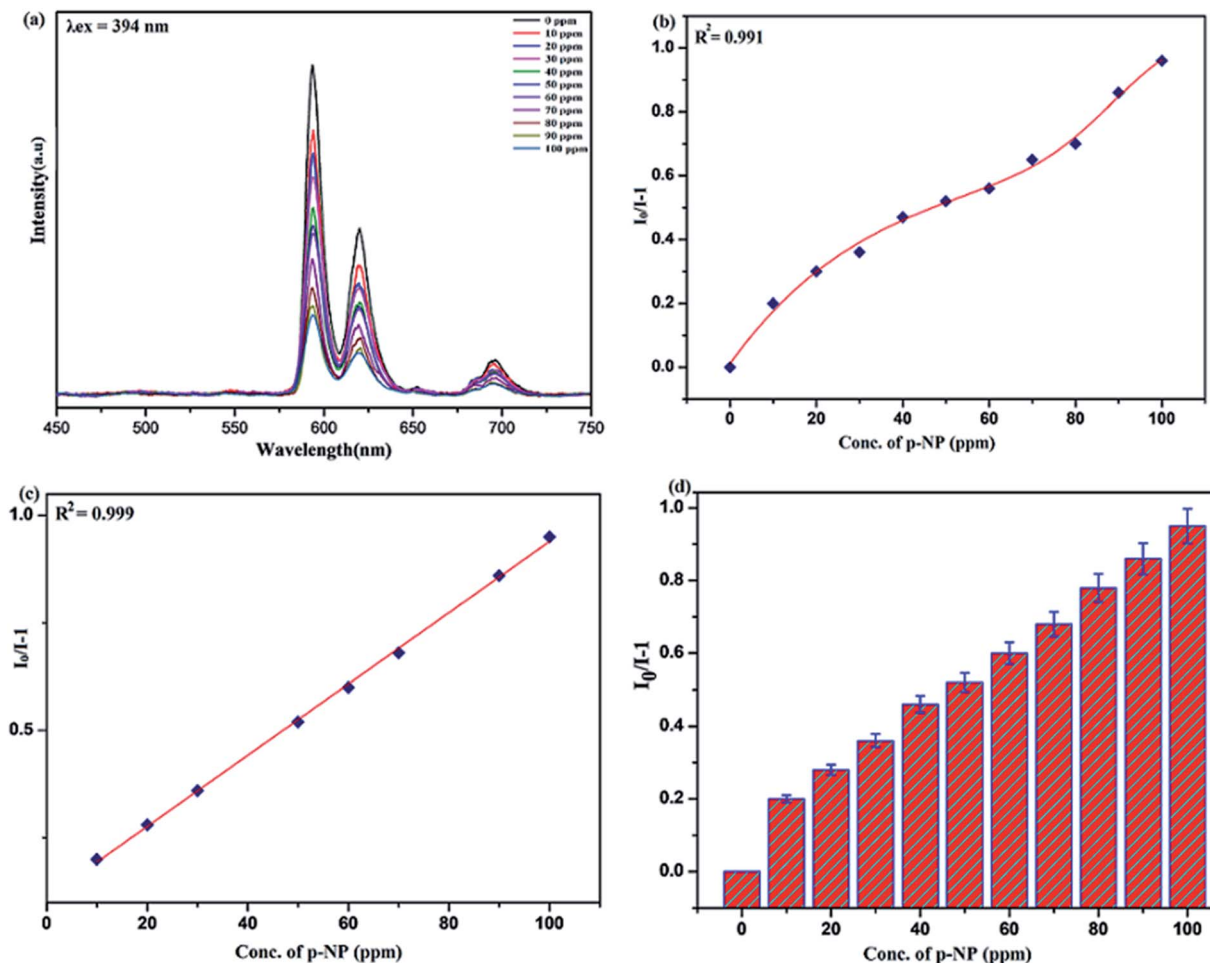 (a)
λex = 394 nm
0 ppm
10 ppm
20 ppm
30 ppm
40 ppm
50 ppm
60 ppm
70 ppm
80 ppm
90 ppm
100 ppm
Intensity(a.u)
450 500 550 600 650 700 750
Wavelength(nm)
(b)
R²= 0.991
1.0
0.8
0.6
0.4
0.2
0.0
I₀/I-1
0 20 40 60 80 100
Conc. of p-NP (ppm)
(c)
R²= 0.999
1.0
0.5
I₀/I-1
0 20 40 60 80 100
Conc. of p-NP (ppm)
(d)
1.0
0.8
0.6
0.4
0.2
0.0
I₀/I-1
0 20 40 60 80 100
Conc. of p-NP (ppm)